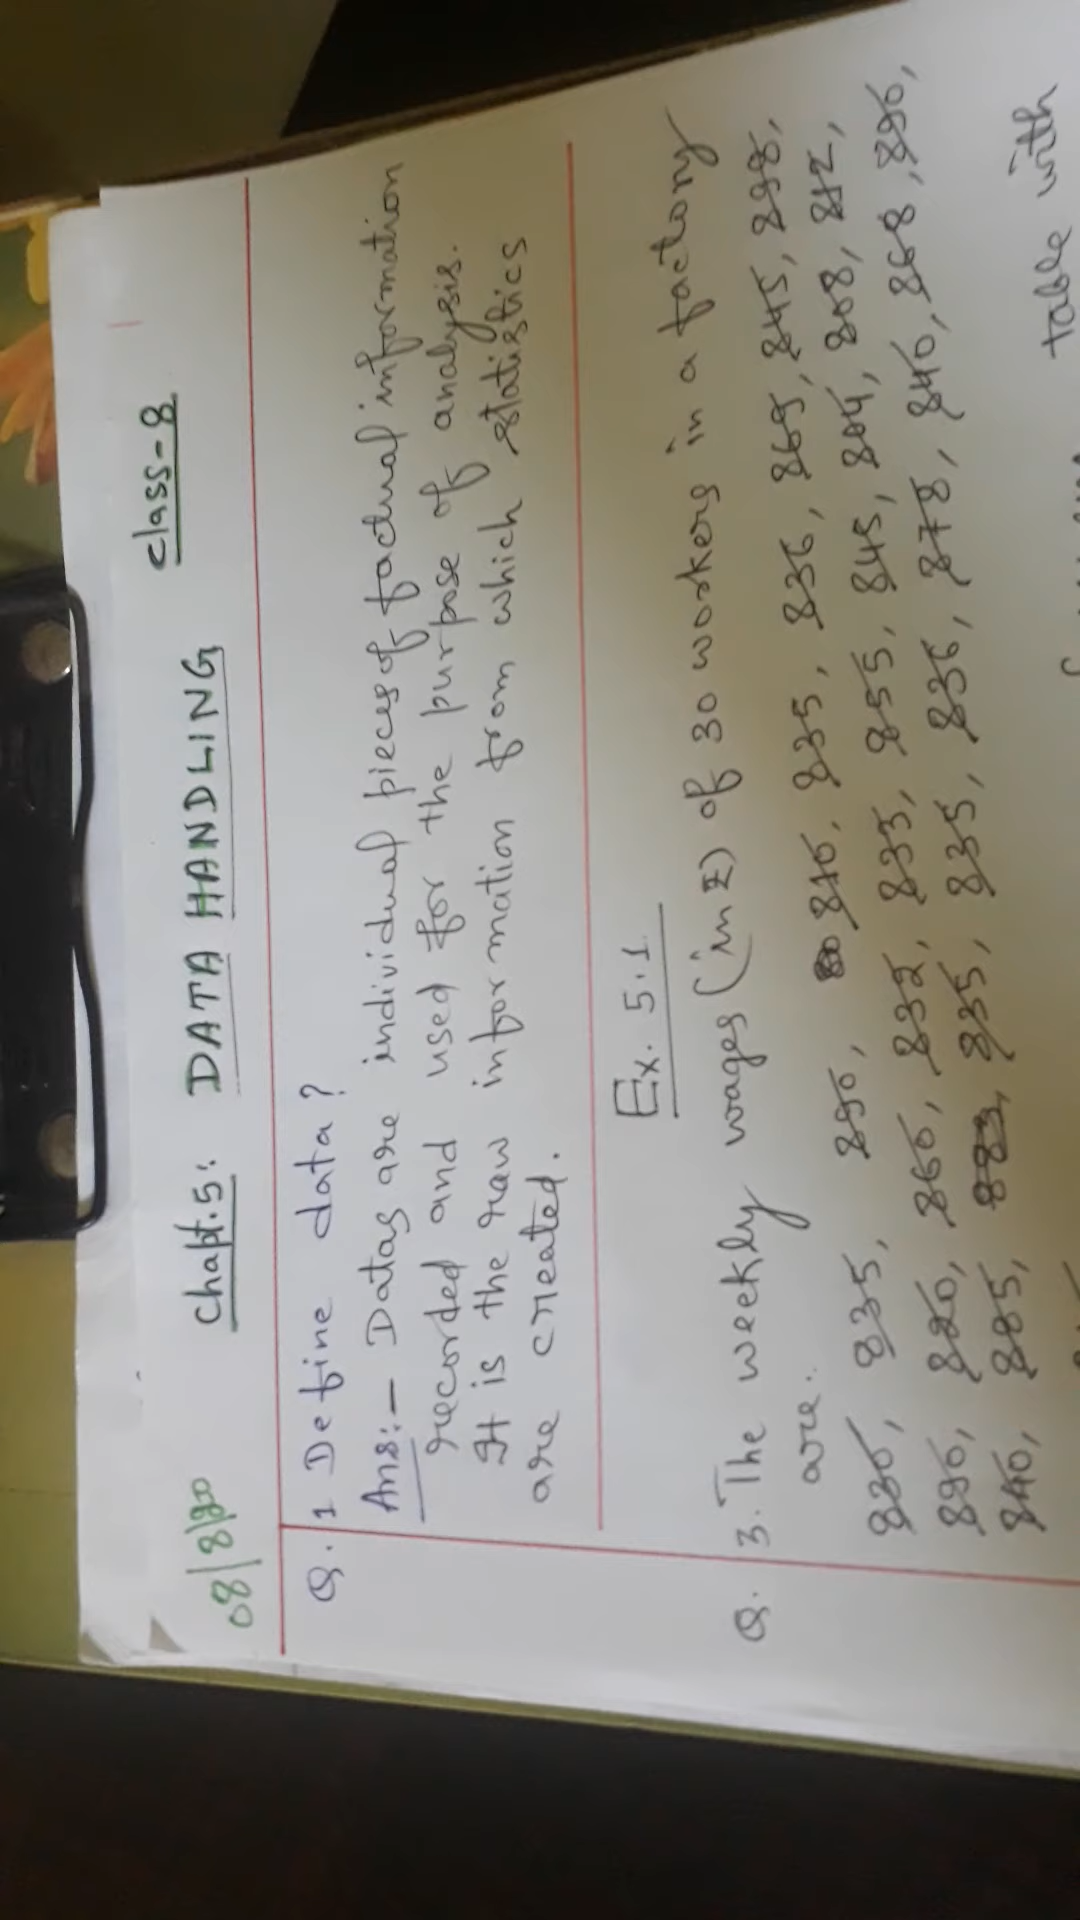 08/8/20
Class-8
Chapt.5: DATA HANDLING
Q.1 Define data?
Ans:- Datas are individual pieces of factual information
recorded and used for the purpose of analysis.
It is the raw information from which statistics
are created.
Ex. 5.1
Q. 3. The weekly wages (in ₹) of 30 workers in a factory
are.
830, 835, 890, 810, 835, 836, 869, 845, 898,
890, 820, 860, 832, 833, 855, 845, 804, 808, 812,
840, 885, 835, 835, 836, 878, 840, 868, 890,
table with